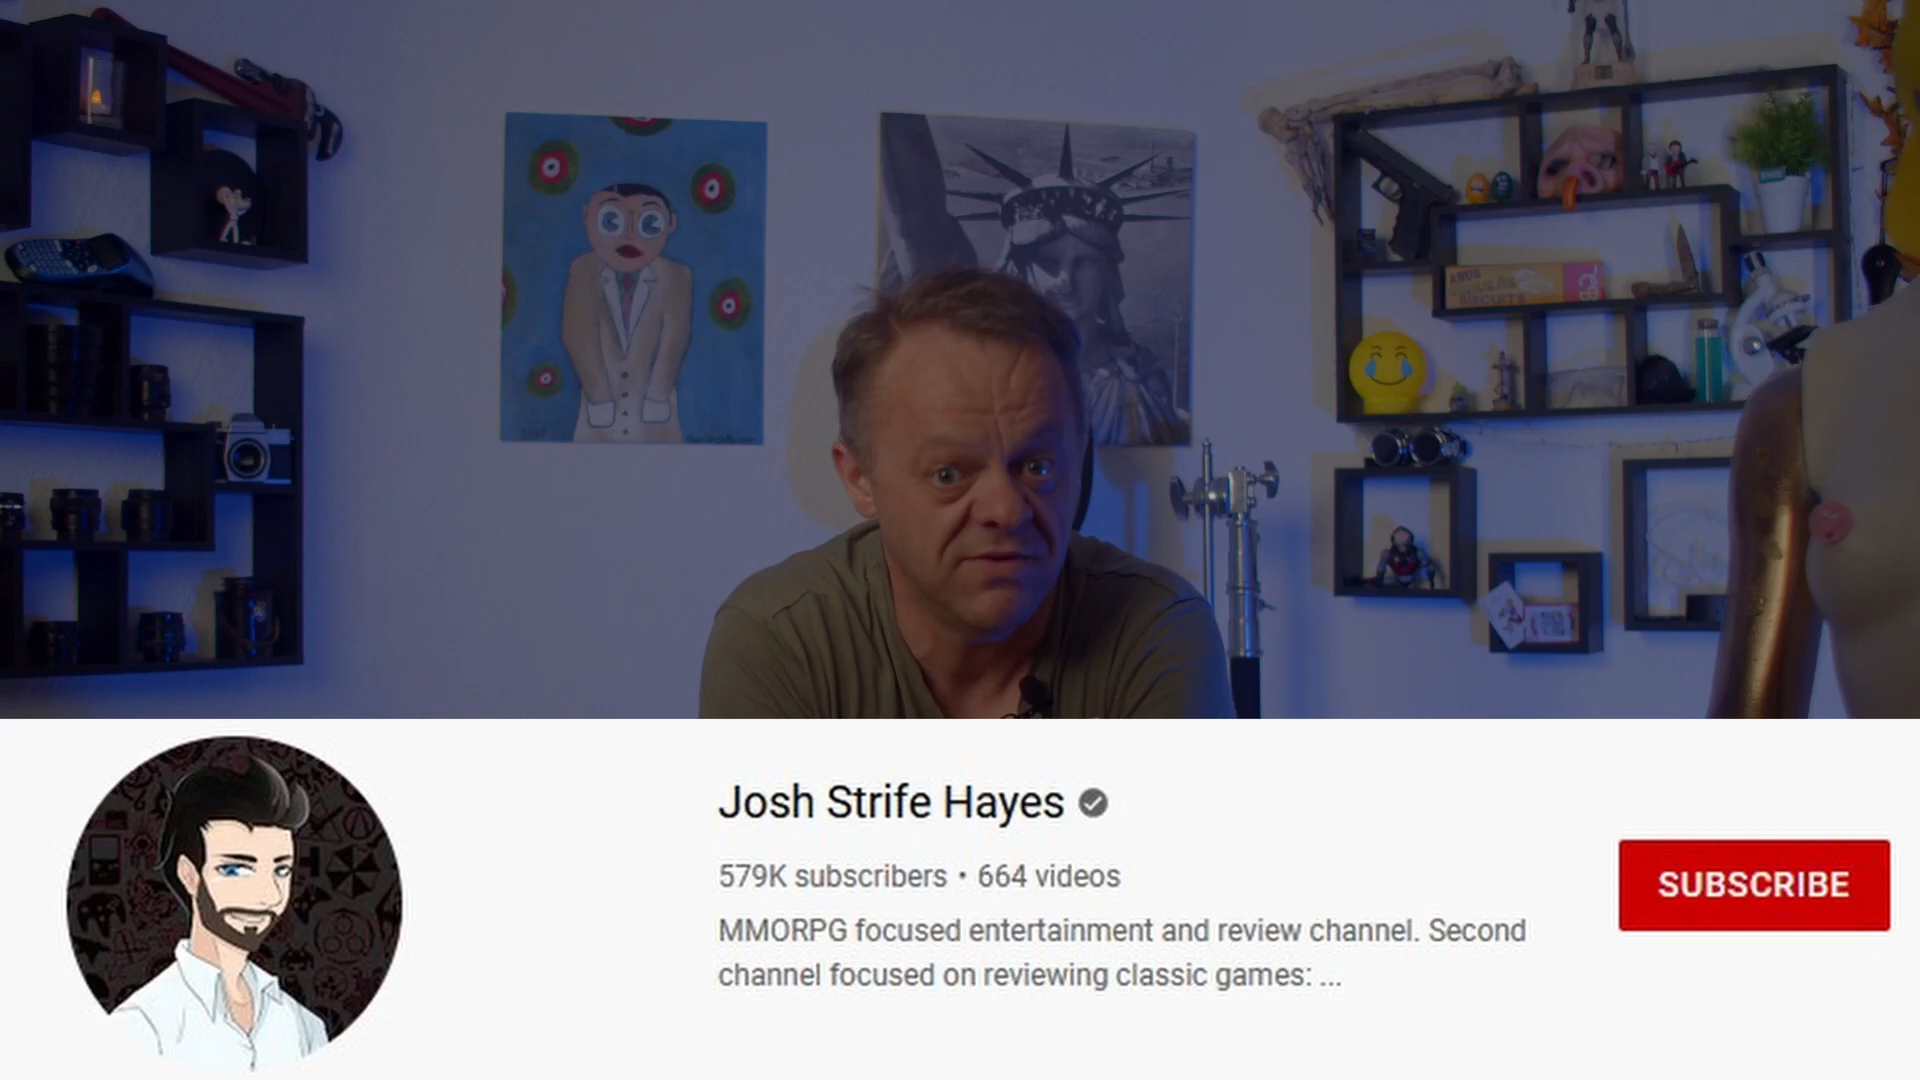 Josh Strife Hayes
579K subscribers • 664 videos
MMORPG focused entertainment and review channel. Second
channel focused on reviewing classic games: ...
SUBSCRIBE